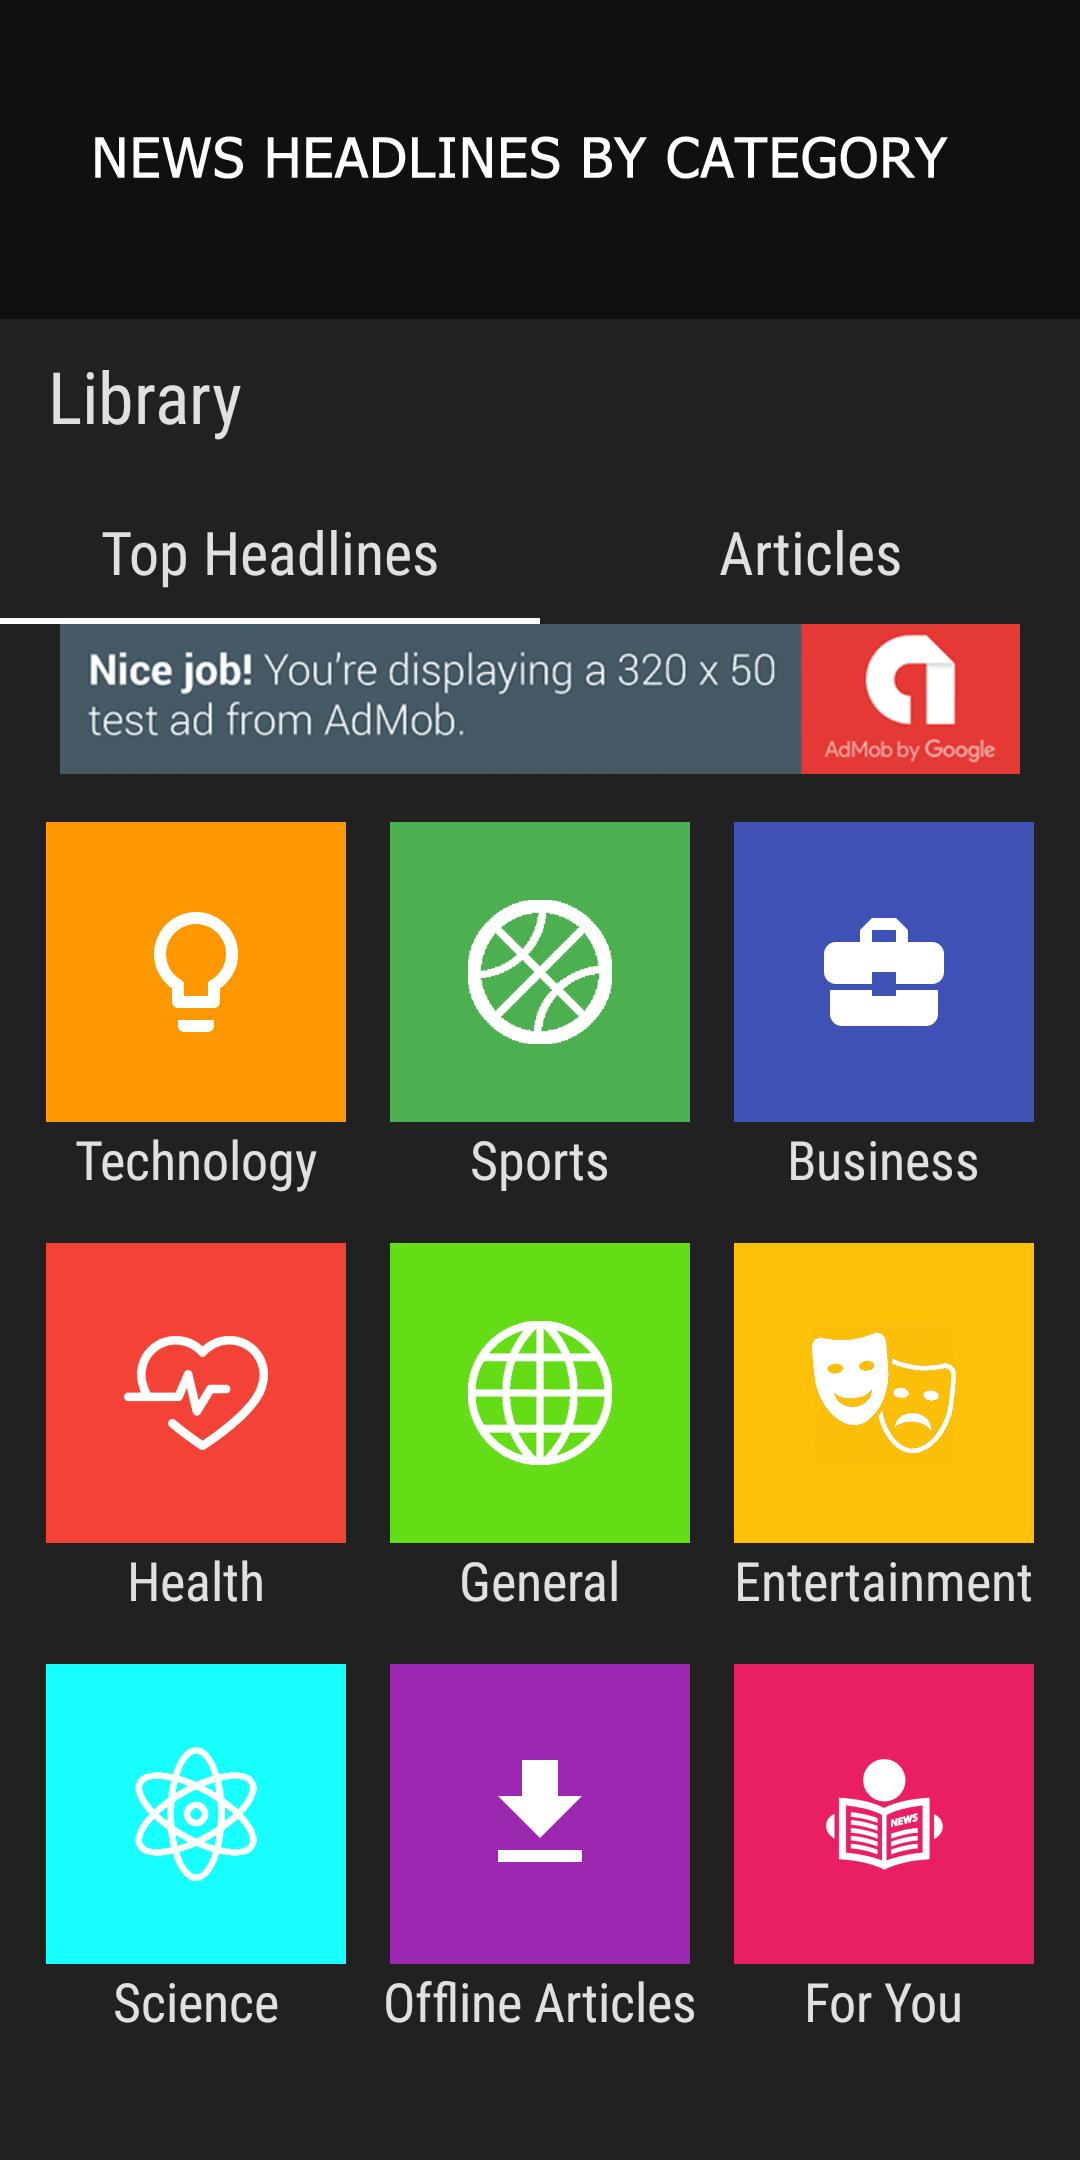 NEWS HEADLINES BY CATEGORY
Library
Top Headlines
Articles
Nice job! You're displaying a 320 x 50
test ad from AdMob.
AdMob by Google
Technology
Sports
Business
Health
General
Entertainment
NEWS
Science
Offline Articles
For You